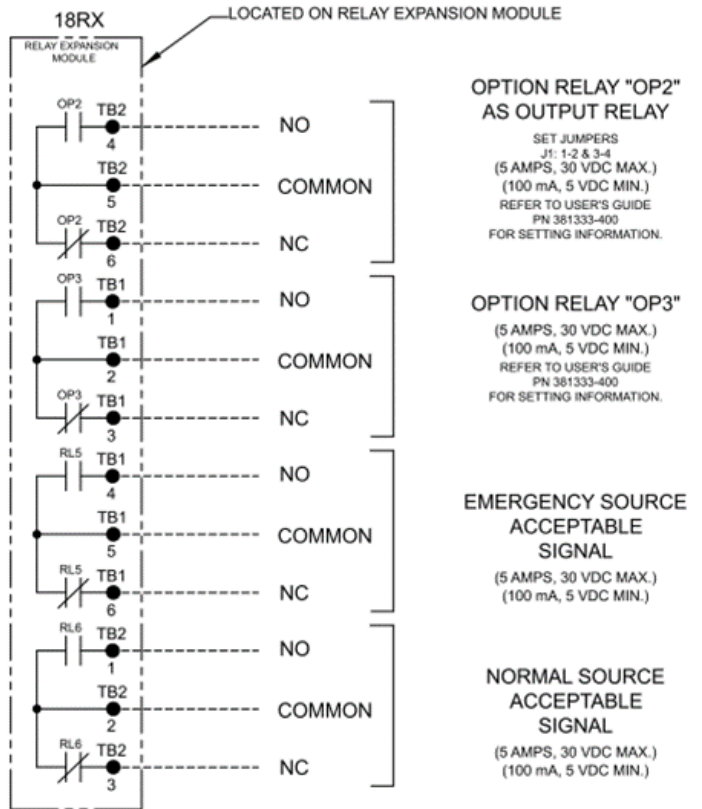 LOCATED ON RELAY EXPANSION MODULE
18RX
RELAY EXPANSION
MODULE
OP2 TB2 4 NO
TB2 5 COMMON
OP2 TB2 6 NC
OPTION RELAY "OP2"
AS OUTPUT RELAY
SET JUMPERS
J1: 1-2 & 3-4
(5 AMPS, 30 VDC MAX.)
(100 mA, 5 VDC MIN.)
REFER TO USER'S GUIDE
PN 381333-400
FOR SETTING INFORMATION.
OP3 TB1 1 NO
TB1 2 COMMON
OP3 TB1 3 NC
OPTION RELAY "OP3"
(5 AMPS, 30 VDC MAX.)
(100 mA, 5 VDC MIN.)
REFER TO USER'S GUIDE
PN 381333-400
FOR SETTING INFORMATION.
RL5 TB1 4 NO
TB1 5 COMMON
RL5 TB1 6 NC
EMERGENCY SOURCE
ACCEPTABLE
SIGNAL
(5 AMPS, 30 VDC MAX.)
(100 mA, 5 VDC MIN.)
RL6 TB2 1 NO
TB2 2 COMMON
RL6 TB2 3 NC
NORMAL SOURCE
ACCEPTABLE
SIGNAL
(5 AMPS, 30 VDC MAX.)
(100 mA, 5 VDC MIN.)